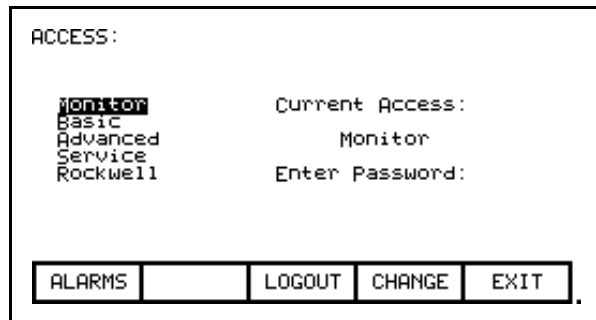 ACCESS:
Monitor
Basic
Advanced
Service
Rockwell
Current Access:
Monitor
Enter Password:
ALARMS LOGOUT CHANGE EXIT